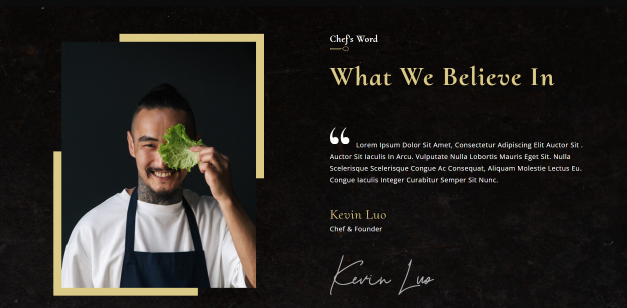 Chef's Word
What We Believe In
“ Lorem Ipsum Dolor Sit Amet, Consectetur Adipiscing Elit Auctor Sit .
Auctor Sit Iaculis In Arcu. Vulputate Nulla Lobortis Mauris Eget Sit. Nulla
Scelerisque Scelerisque Congue Ac Consequat, Aliquam Molestie Lectus Eu.
Congue Iaculis Integer Curabitur Semper Sit Nunc.
Kevin Luo
Chef & Founder
Kevin Luo